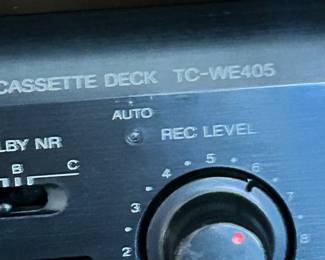 CASSETTE DECK TC-WE405
AUTO
REC LEVEL
LBY NR
B C
2 3 4 5 6 7 8